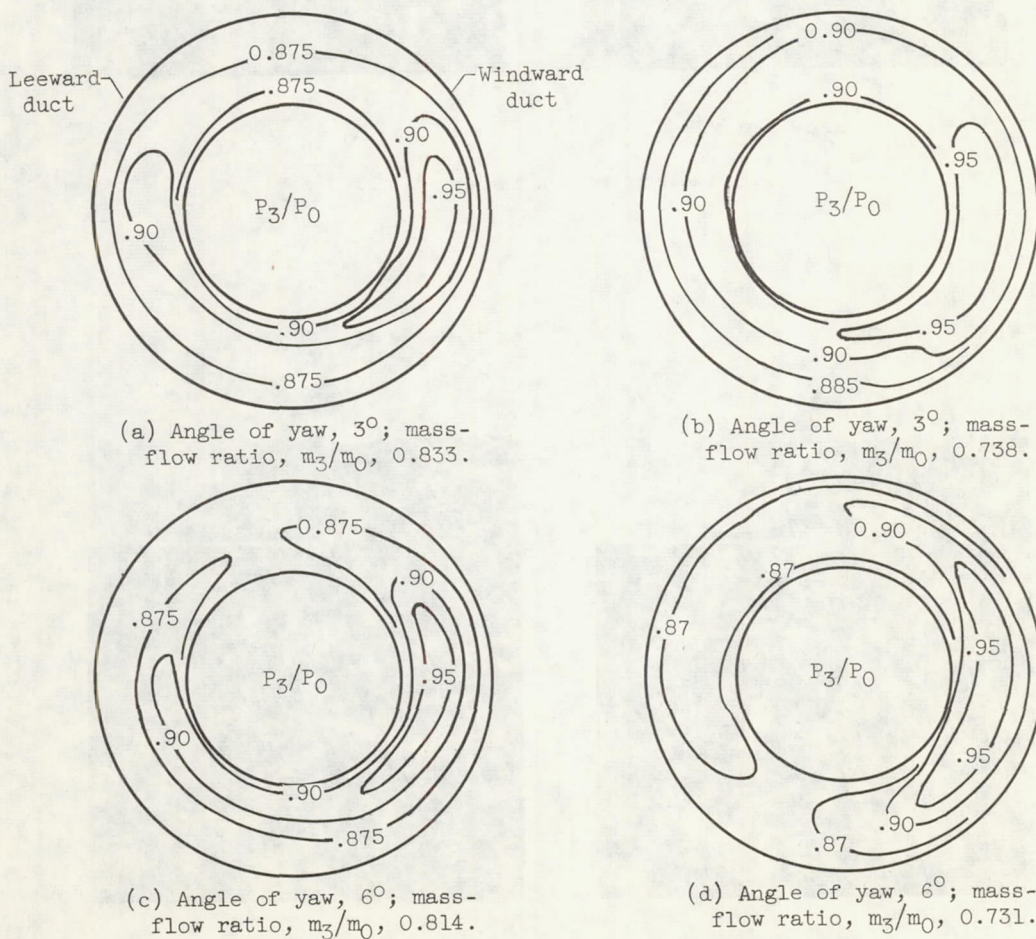 0.875
.875
Leeward
duct
Windward
duct
.90
.95
P3/P0
.90
.90
.875
(a) Angle of yaw, 3°; mass-
flow ratio, m3/m0, 0.833.
0.90
.90
.95
P3/P0
.90
.95
.90
.885
(b) Angle of yaw, 3°; mass-
flow ratio, m3/m0, 0.738.
0.875
.90
.875
P3/P0
.95
.90
.90
.875
(c) Angle of yaw, 6°; mass-
flow ratio, m3/m0, 0.814.
0.90
.87
.87
.95
P3/P0
.95
.90
.87
(d) Angle of yaw, 6°; mass-
flow ratio, m3/m0, 0.731.